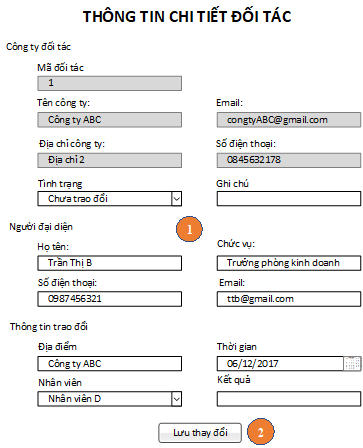 THÔNG TIN CHI TIẾT ĐỐI TÁC
Công ty đối tác
Mã đối tác
1
Tên công ty: Email:
Công ty ABC congtyABC@gmail.com
Địa chỉ công ty: Số điện thoại:
Địa chỉ 2 0845632178
Tình trạng Ghi chú
Chưa trao đổi
Người đại diện 1
Họ tên: Chức vụ:
Trần Thị B Trưởng phòng kinh doanh
Số điện thoại: Email:
0987456321 ttb@gmail.com
Thông tin trao đổi
Địa điểm Thời gian
Công ty ABC 06/12/2017
Nhân viên Kết quả
Nhân viên D
Lưu thay đổi 2